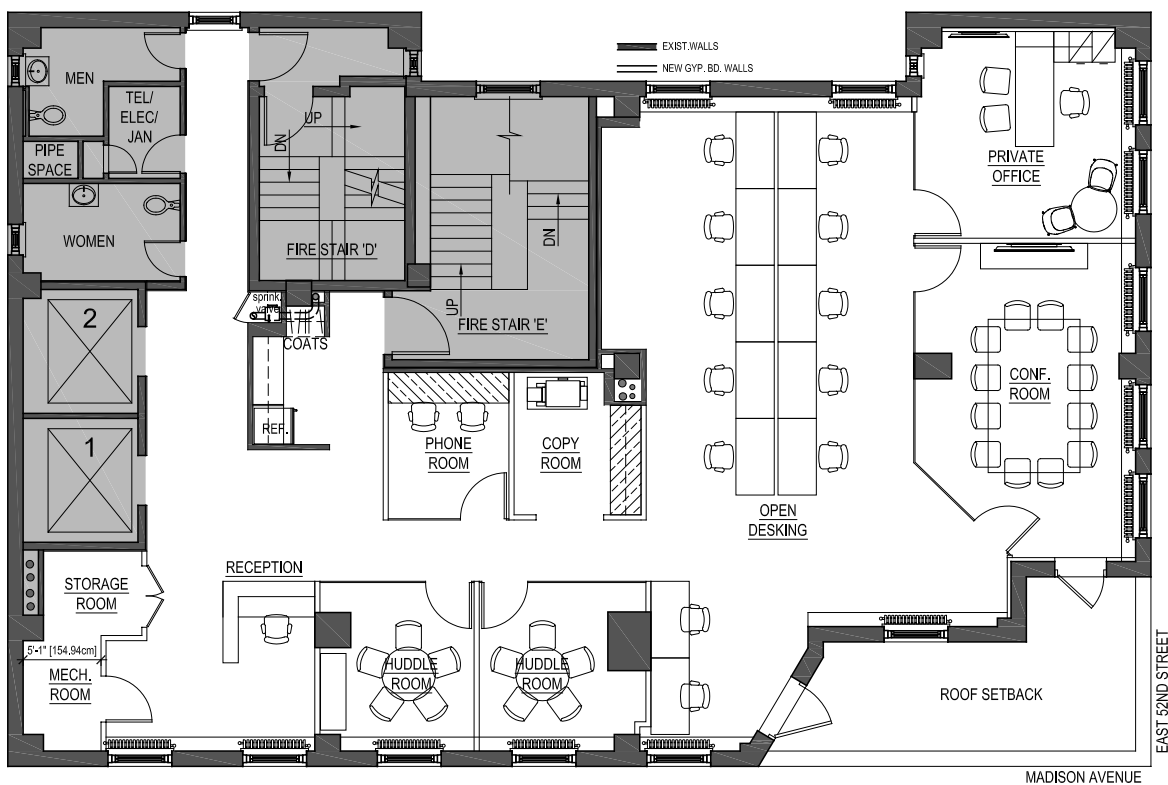 EXIST.WALLS
NEW GYP. BD. WALLS
MEN
TEL/
ELEC/
JAN
PIPE
SPACE
WOMEN
UP
DN
FIRE STAIR 'D'
DN
UP
FIRE STAIR 'E'
PRIVATE
OFFICE
sprink.
valve
COATS
2
1
REF.
PHONE
ROOM
COPY
ROOM
CONF.
ROOM
OPEN
DESKING
RECEPTION
STORAGE
ROOM
5'-1" [154,94cm]
MECH.
ROOM
HUDDLE
ROOM
HUDDLE
ROOM
ROOF SETBACK
EAST 52ND STREET
MADISON AVENUE